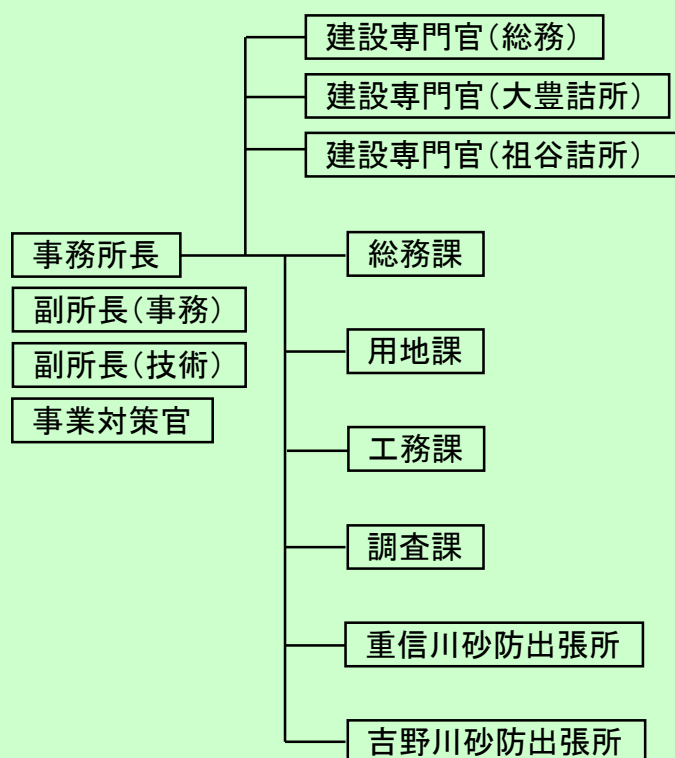 建設専門官(総務)
建設専門官(大豊詰所)
建設専門官(祖谷詰所)
事務所長
副所長(事務)
副所長(技術)
事業対策官
総務課
用地課
工務課
調査課
重信川砂防出張所
吉野川砂防出張所